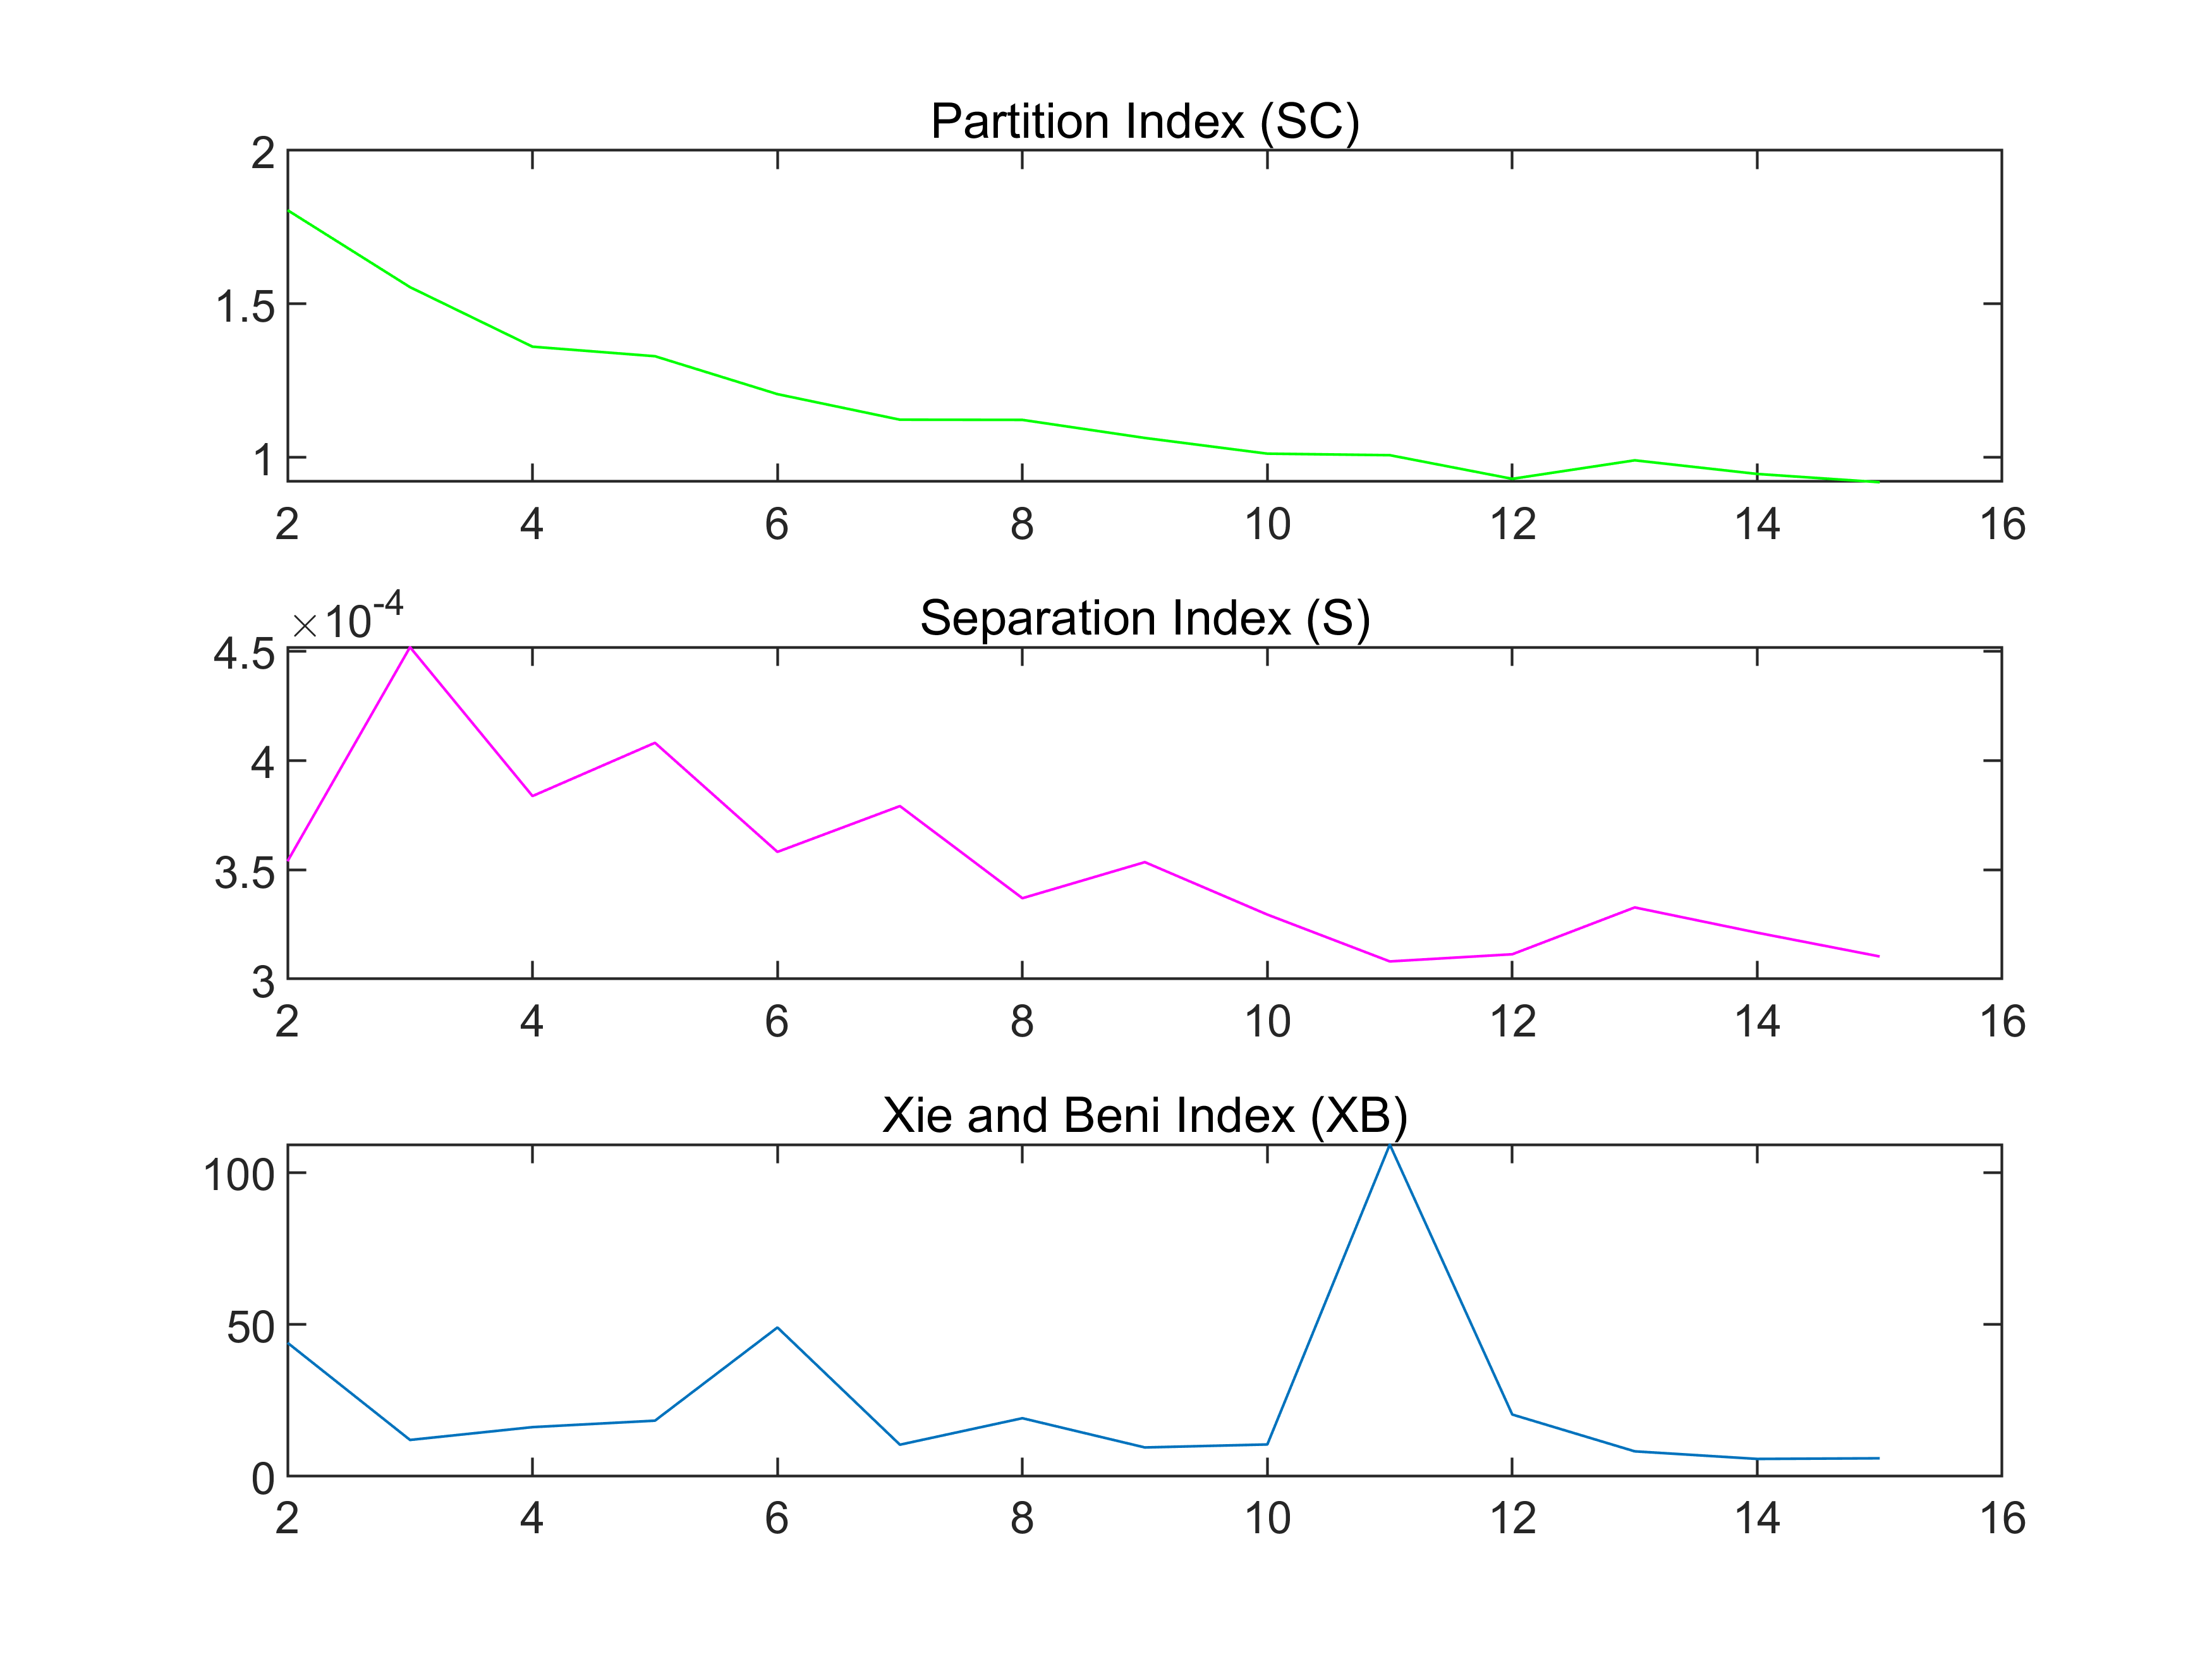 Partition Index (SC)
2
1.5
1
2 4 6 8 10 12 14 16
×10-4
Separation Index (S)
4.5
4
3.5
3
2 4 6 8 10 12 14 16
Xie and Beni Index (XB)
100
50
0
2 4 6 8 10 12 14 16